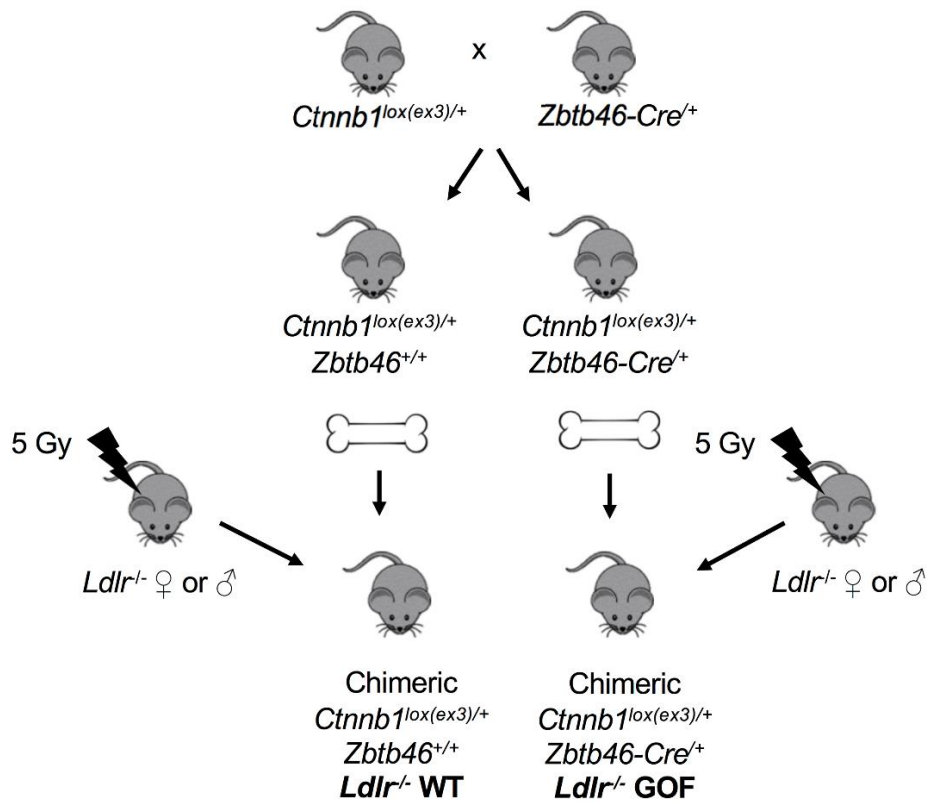 x
Ctnnb1lox(ex3)/+ Zbtb46-Cre/+
Ctnnb1lox(ex3)/+ Ctnnb1lox(ex3)/+
Zbtb46+/+ Zbtb46-Cre/+
5 Gy 5 Gy
Ldlr-/- ♀ or ♂ Ldlr-/- ♀ or ♂
Chimeric Chimeric
Ctnnb1lox(ex3)/+ Ctnnb1lox(ex3)/+
Zbtb46+/+ Zbtb46-Cre/+
Ldlr-/- WT Ldlr-/- GOF